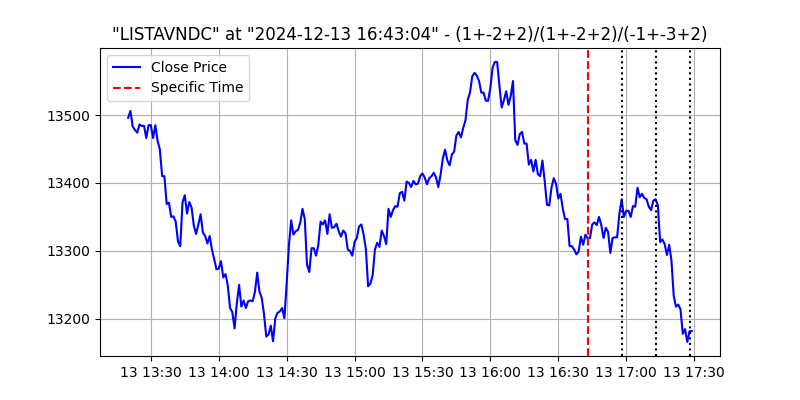 "LISTAVNDC" at "2024-12-13 16:43:04" - (1+-2+2)/(1+-2+2)/(-1+-3+2)
Close Price
Specific Time
13500
13400
13300
13200
13 13:30 13 14:00 13 14:30 13 15:00 13 15:30 13 16:00 13 16:30 13 17:00 13 17:30